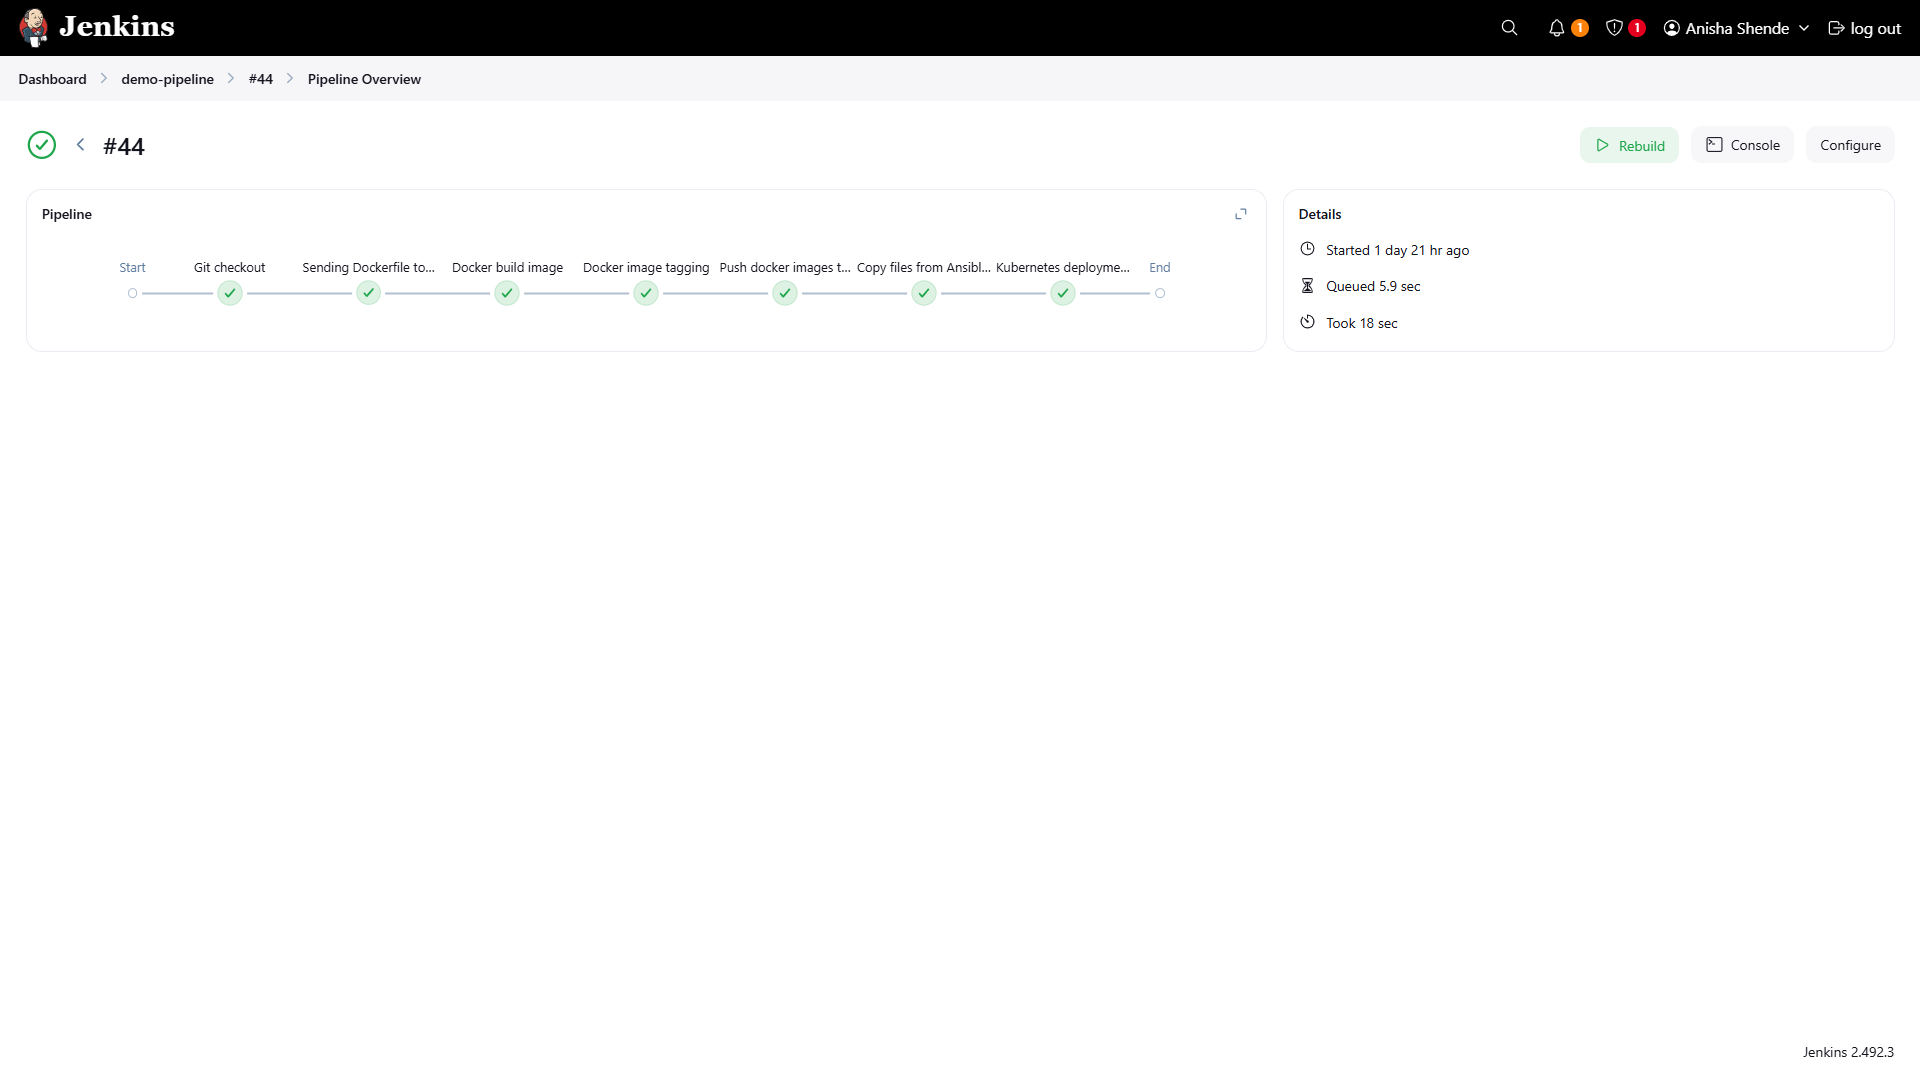 Jenkins
1
1
Anisha Shende
log out
Dashboard
demo-pipeline
#44
Pipeline Overview
#44
Rebuild
Console
Configure
Pipeline
Start
Git checkout
Sending Dockerfile to...
Docker build image
Docker image tagging
Push docker images t...
Copy files from Ansibl...
Kubernetes deployme...
End
Details
Started 1 day 21 hr ago
Queued 5.9 sec
Took 18 sec
Jenkins 2.492.3